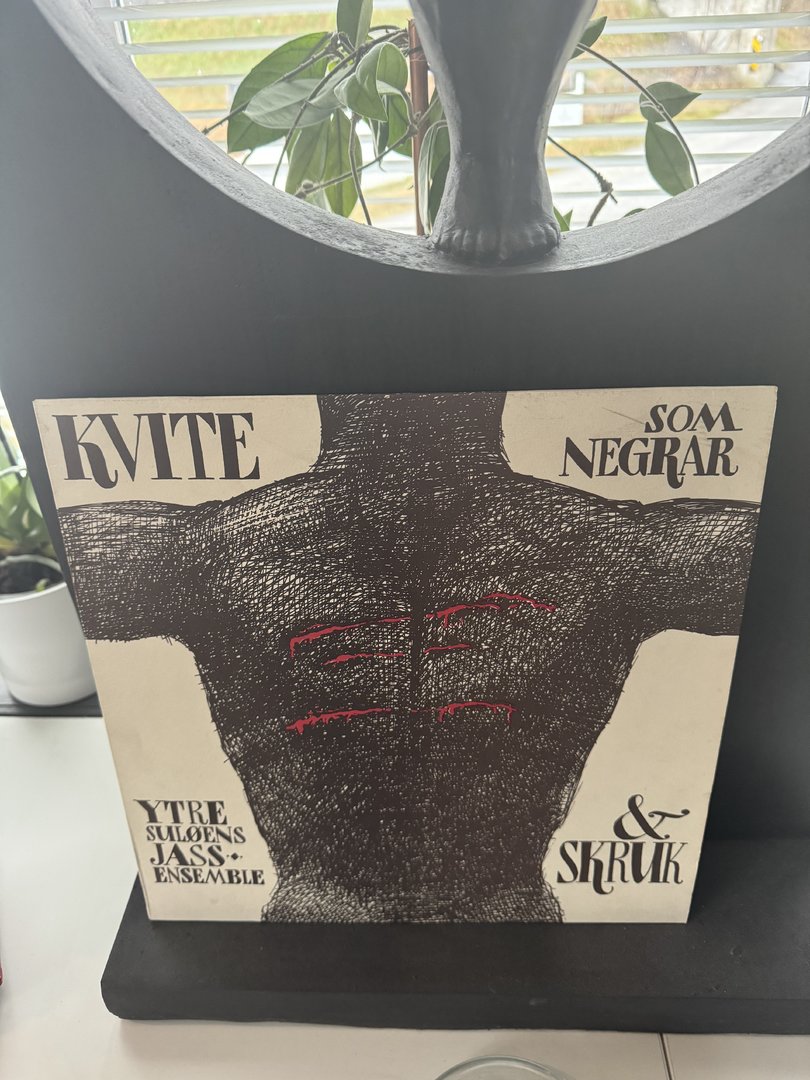 KVITE
SOM
NEGRAR
YTRE
SULØENS
JASS
ENSEMBLE
&
SKRUK